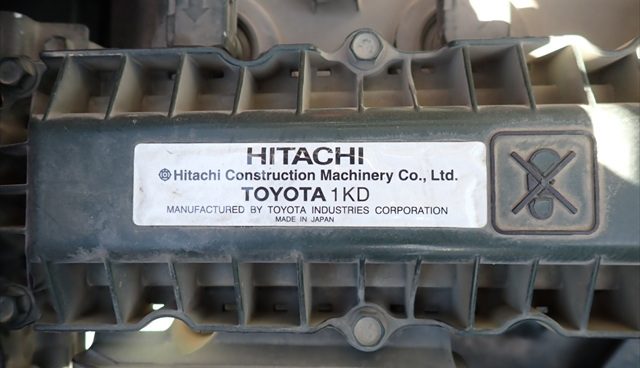 HITACHI
Hitachi Construction Machinery Co., Ltd.
TOYOTA 1KD
MANUFACTURED BY TOYOTA INDUSTRIES CORPORATION
MADE IN JAPAN